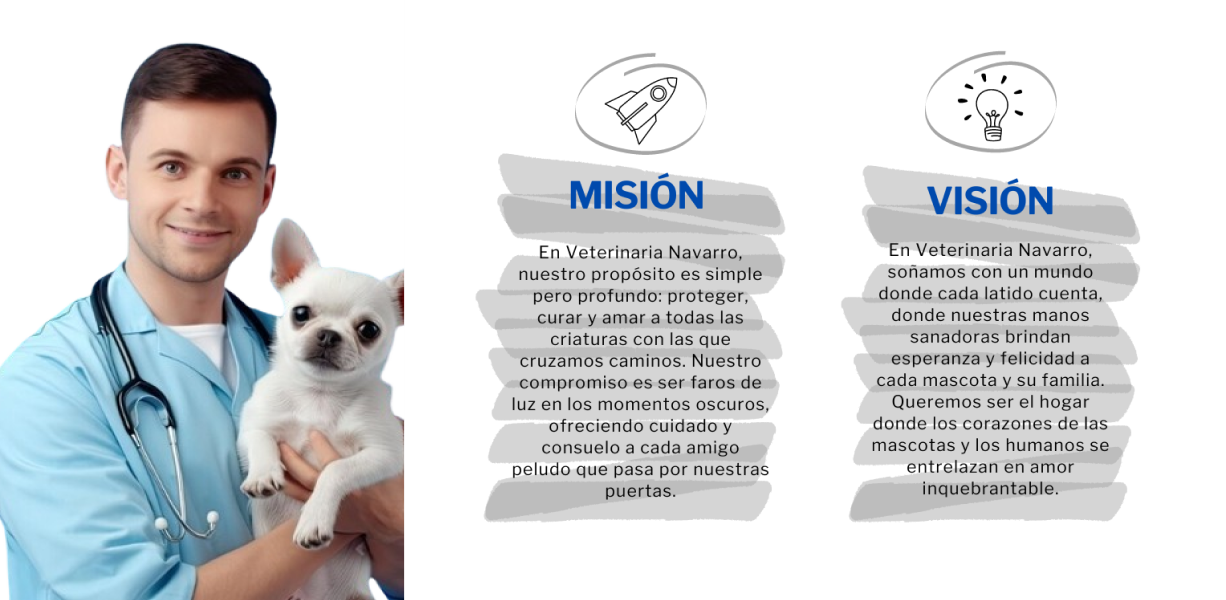 MISIÓN
En Veterinaria Navarro,
nuestro propósito es simple
pero profundo: proteger,
curar y amar a todas las
criaturas con las que
cruzamos caminos. Nuestro
compromiso es ser faros de
luz en los momentos oscuros,
ofreciendo cuidado y
consuelo a cada amigo
peludo que pasa por nuestras
puertas.
VISIÓN
En Veterinaria Navarro,
soñamos con un mundo
donde cada latido cuenta,
donde nuestras manos
sanadoras brindan
esperanza y felicidad a
cada mascota y su familia.
Queremos ser el hogar
donde los corazones de las
mascotas y los humanos se
entrelazan en amor
inquebrantable.